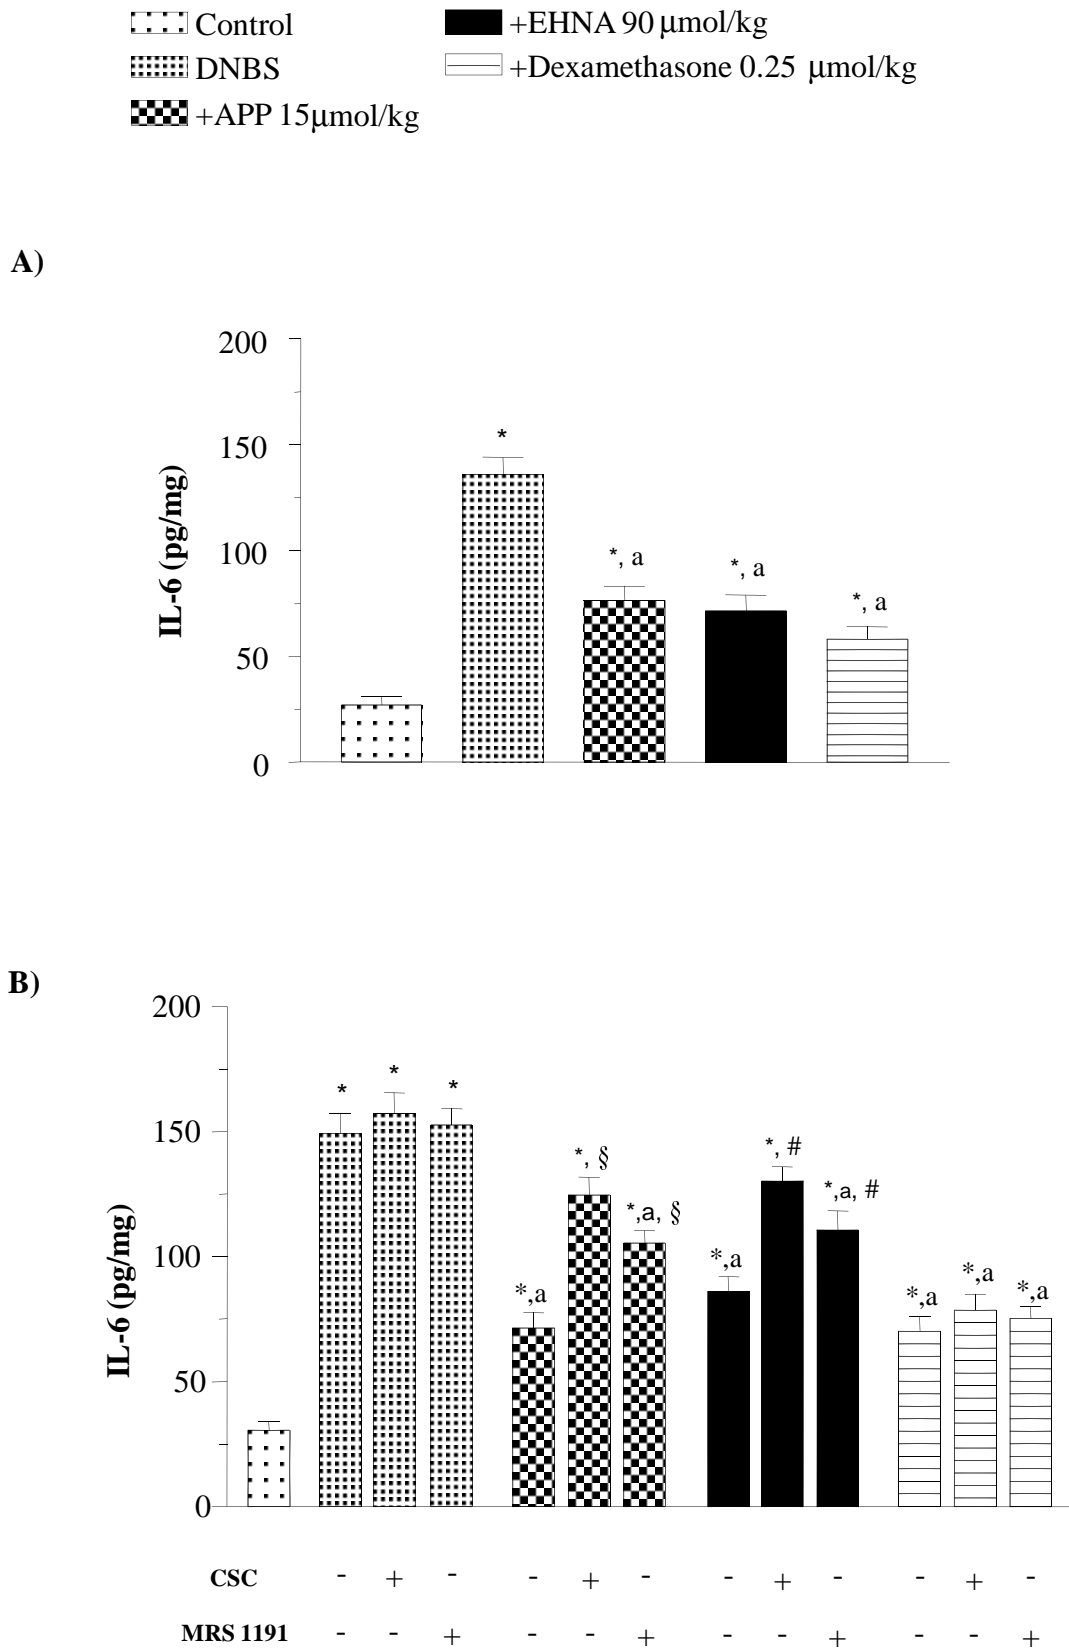 Control
+EHNA 90 μmol/kg
DNBS
+Dexamethasone 0.25 μmol/kg
+APP 15μmol/kg
A)
200
150
100
50
0
IL-6 (pg/mg)
*
*, a
*, a
*, a
B)
200
150
100
50
0
IL-6 (pg/mg)
* * *
*,a *, § *,a, §
*,a *, # *,a, #
*,a *,a *,a
CSC - + - - + - - + - - + -
MRS 1191 - - + - - + - - + - - +